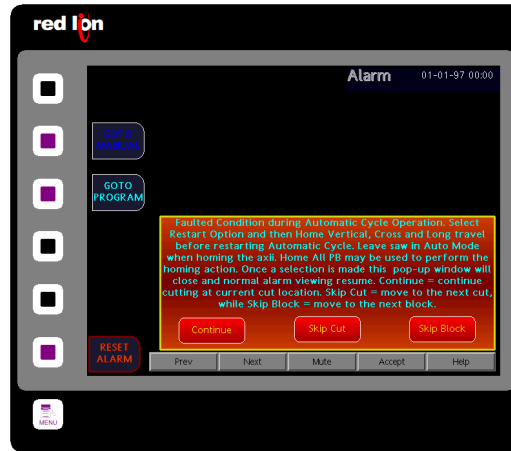 red lion
Alarm 01-01-97 00:00
GOTO
MANUAL
GOTO
PROGRAM
Faulted Condition during Automatic Cycle Operation. Select
Restart Option and then Home Vertical, Cross and Long travel
before restarting Automatic Cycle. Leave saw in Auto Mode
when homing the axii. Home All PB may be used to perform the
homing action. Once a selection is made this pop-up window will
close and normal alarm viewing resume. Continue = continue
cutting at current cut location. Skip Cut = move to the next cut,
while Skip Block = move to the next block.
Continue Skip Cut Skip Block
RESET
ALARM
Prev Next Mute Accept Help
MENU